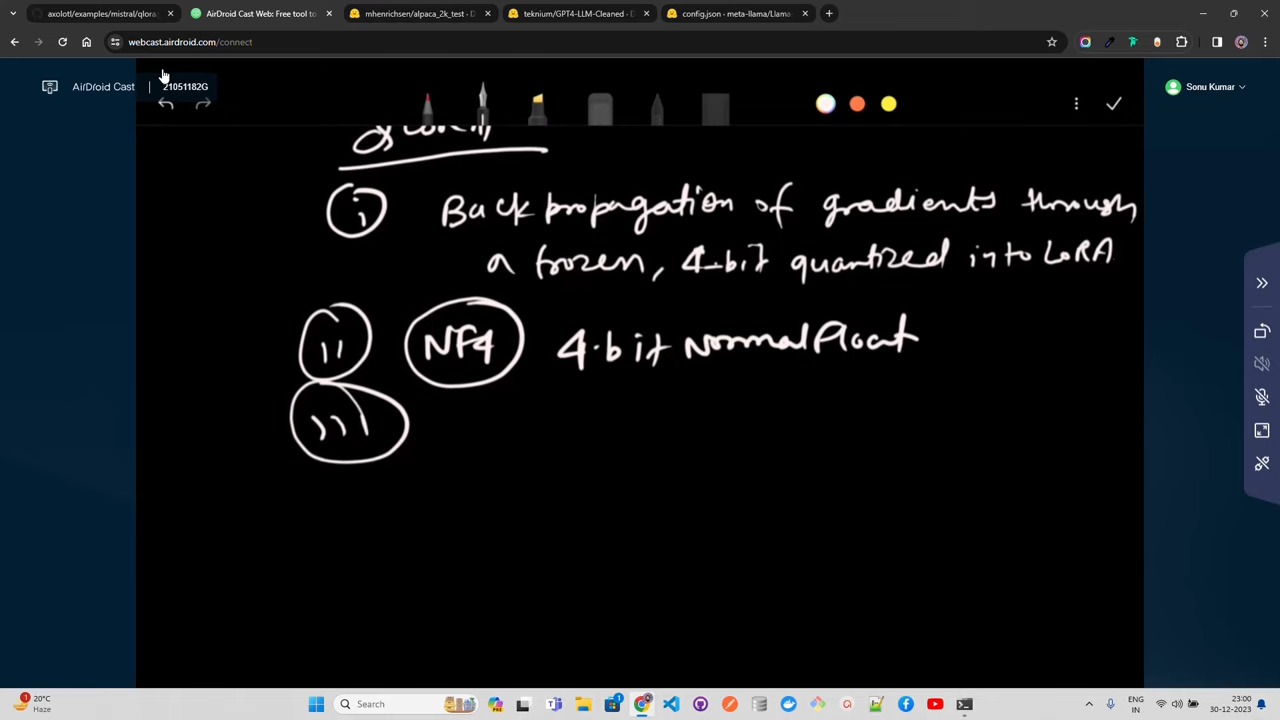 axolotl/examples/mistral/qlora
AirDroid Cast Web: Free tool to
mhenrichsen/alpaca_2k_test · D
teknium/GPT4-LLM-Cleaned · D
config.json · meta-llama/Llama
webcast.airdroid.com/connect
AirDroid Cast | 21051182G
Sonu Kumar
i Back propagation of gradients through
a frozen, 4-bit quantized into LoRA
ii NF4 4-bit NormalFloat
iii
1
20°C
Haze
Search
ENG
IN
23:00
30-12-2023